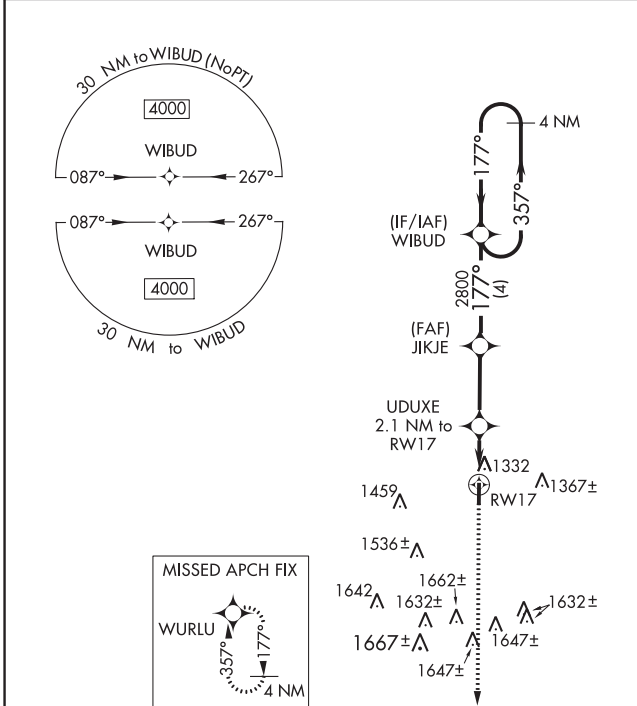 30 NM to WIBUD (NoPT)
4000
WIBUD
087° 267°
087° 267°
WIBUD
4000
30 NM to WIBUD
4 NM
177°
357°
(IF/IAF)
WIBUD
2800
177°
(4)
(FAF)
JIKJE
UDUXE
2.1 NM to
RW17
1332
1367±
RW17
1459
1536±
1662±
1642
1632±
1632±
1667±
1647±
1647±
MISSED APCH FIX
WURLU
357°
177°
4 NM